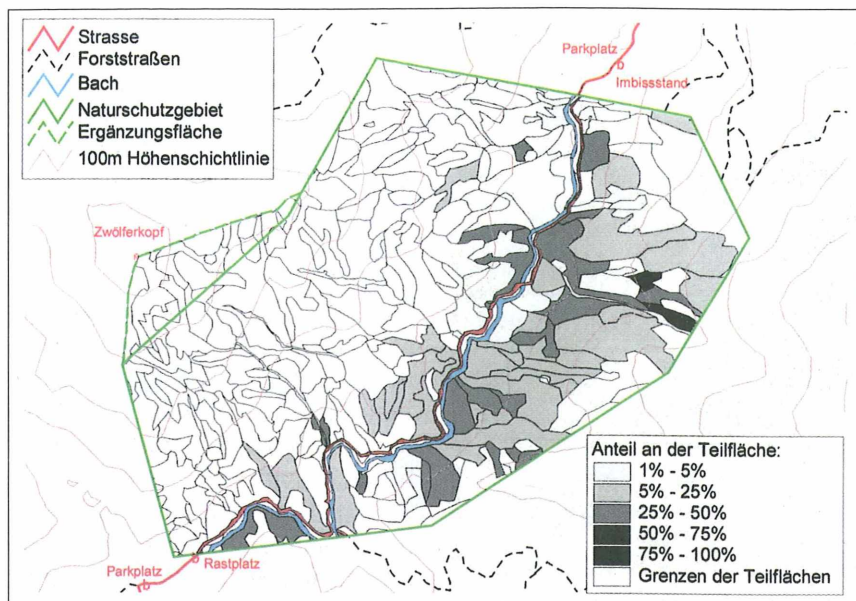 Strasse
Forststraßen
Bach
Naturschutzgebiet
Ergänzungsfläche
100m Höhenschichtlinie
Parkplatz
Imbissstand
Zwölferkopf
Parkplatz
Rastplatz
Anteil an der Teilfläche:
1% - 5%
5% - 25%
25% - 50%
50% - 75%
75% - 100%
Grenzen der Teilflächen